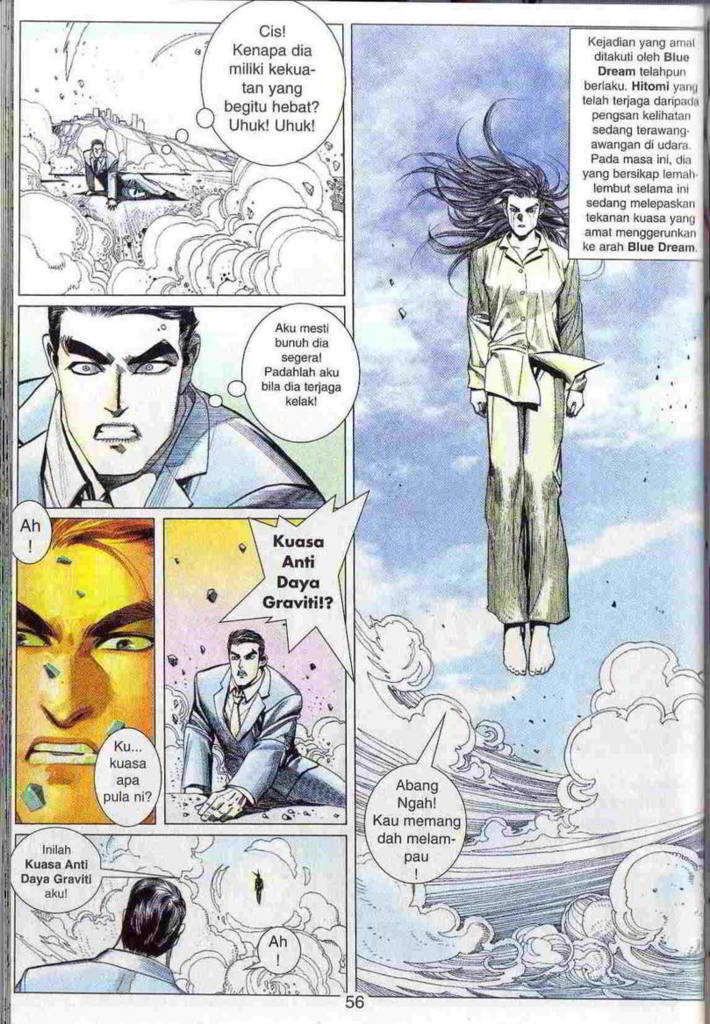 Cis!
Kenapa dia
miliki kekua-
tan yang
begitu hebat?
Uhuk! Uhuk!
Aku mesti
bunuh dia
segera!
Padahlah aku
bila dia terjaga
kelak!
Ah
!
Ku...
kuasa
apa
pula ni?
Kuasa
Anti
Daya
Graviti!?
Inilah
Kuasa Anti
Daya Graviti
aku!
Ah
!
Kejadian yang amat
ditakuti oleh Blue
Dream telahpun
berlaku. Hitomi yang
telah terjaga daripada
pengsan kelihatan
sedang terawang-
awangan di udara.
Pada masa ini, dia
yang bersikap lemah-
lembut selama ini
sedang melepaskan
tekanan kuasa yang
amat menggerunkan
ke arah Blue Dream.
Abang
Ngah!
Kau memang
dah melam-
pau
!
56